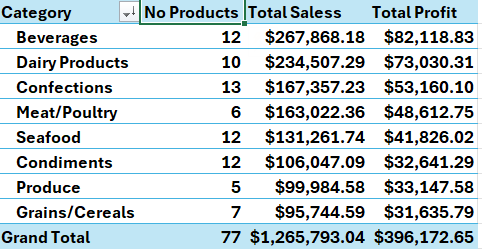 Category No Products Total Saless Total Profit
Beverages 12 $267,868.18 $82,118.83
Dairy Products 10 $234,507.29 $73,030.31
Confections 13 $167,357.23 $53,160.10
Meat/Poultry 6 $163,022.36 $48,612.75
Seafood 12 $131,261.74 $41,826.02
Condiments 12 $106,047.09 $32,641.29
Produce 5 $99,984.58 $33,147.58
Grains/Cereals 7 $95,744.59 $31,635.79
Grand Total 77 $1,265,793.04 $396,172.65